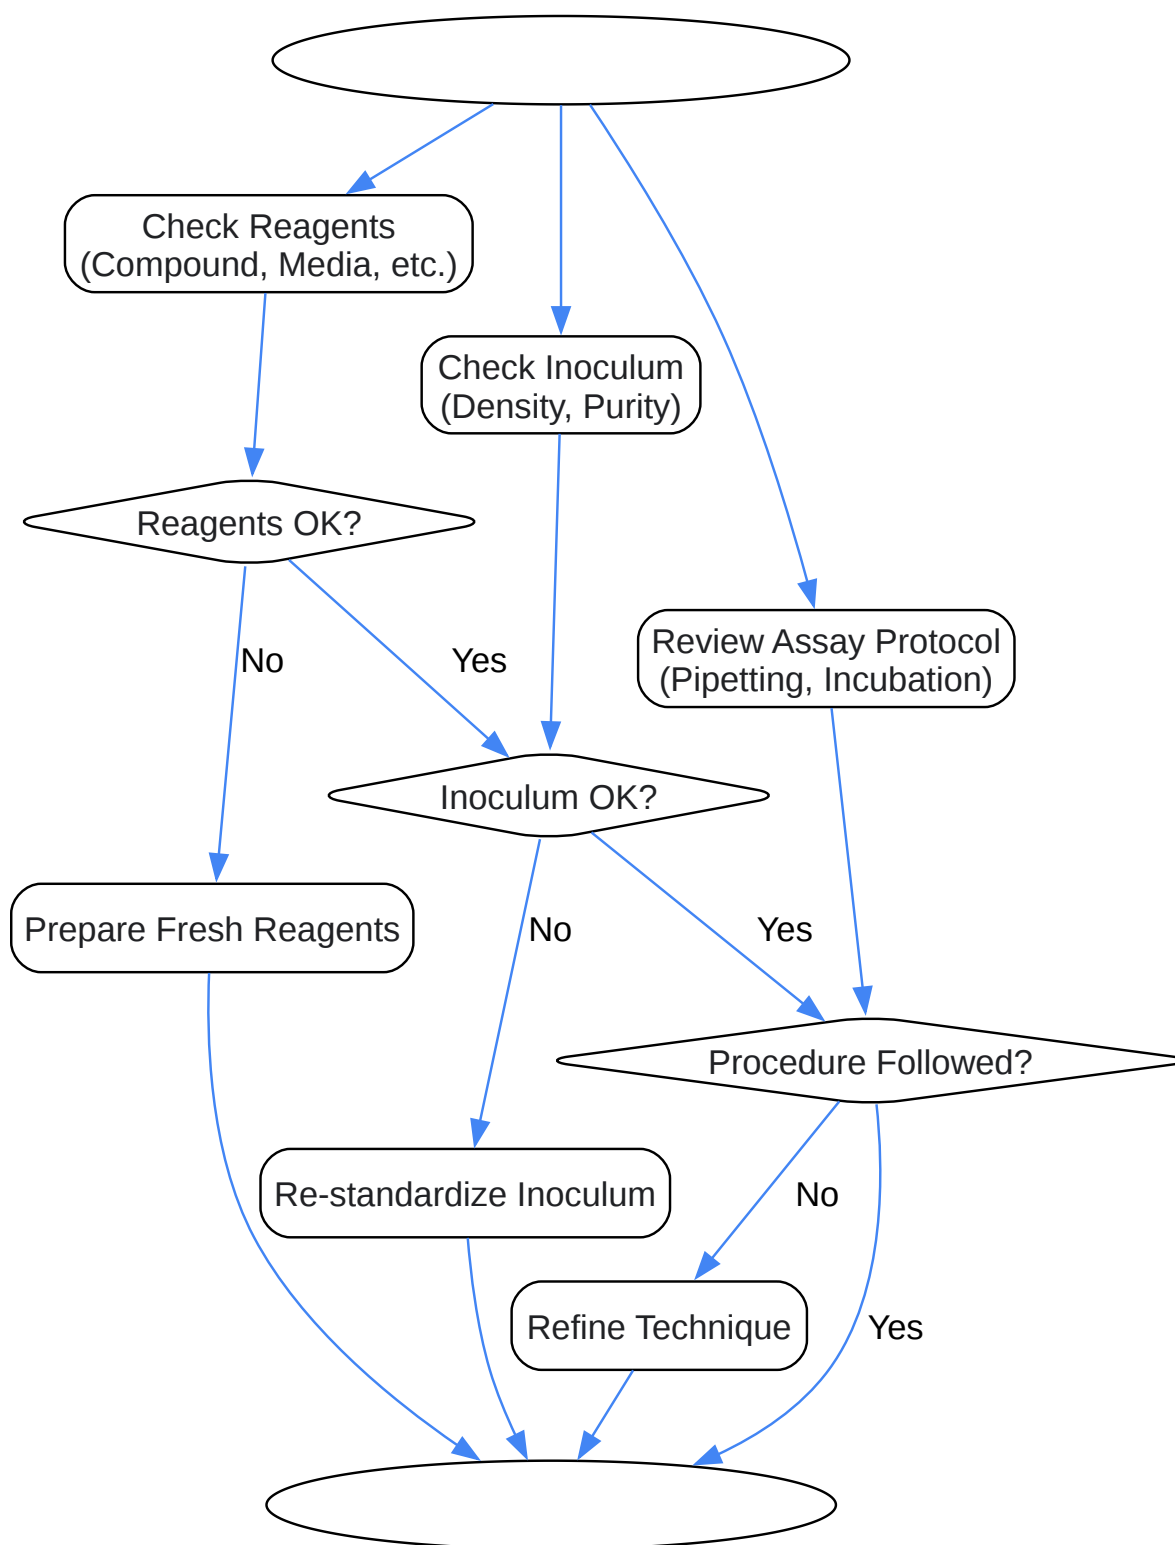 Check Reagents
(Compound, Media, etc.)
Check Inoculum
(Density, Purity)
Reagents OK?
Review Assay Protocol
(Pipetting, Incubation)
No
Yes
Inoculum OK?
Prepare Fresh Reagents
No
Yes
Procedure Followed?
Re-standardize Inoculum
No
Refine Technique
Yes